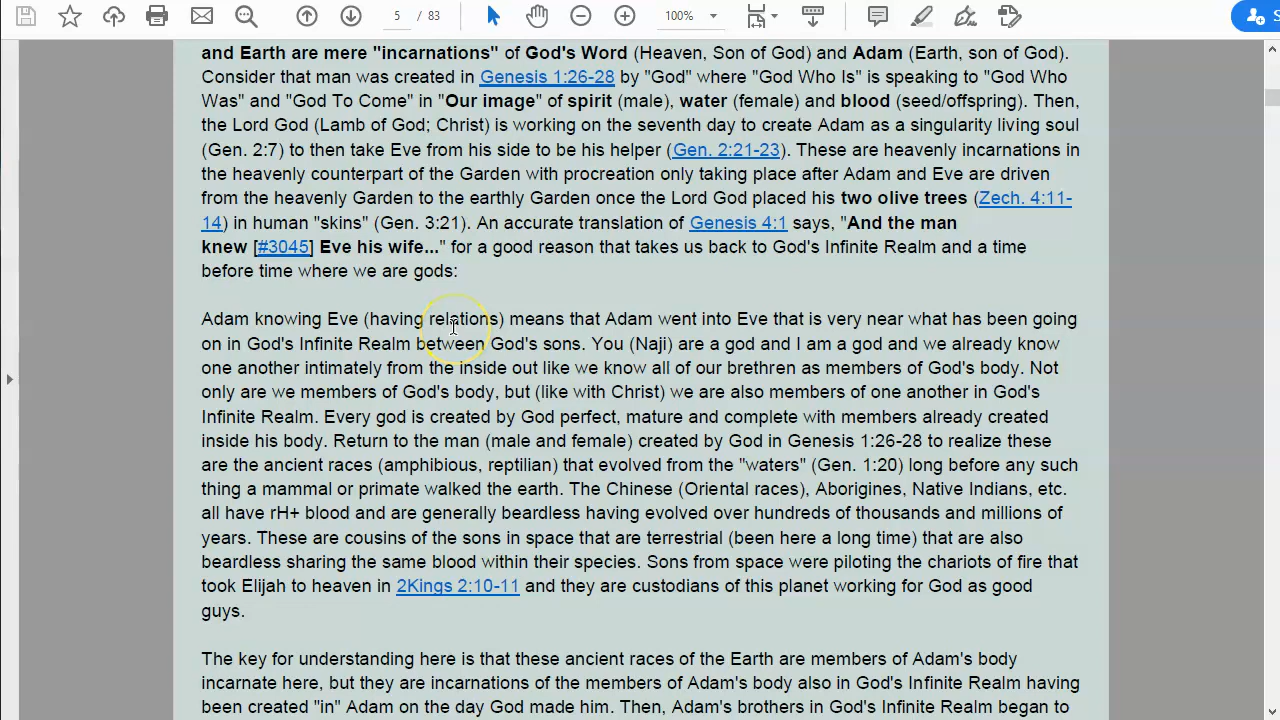 5 / 83
100%
S
and Earth are mere "incarnations" of God's Word (Heaven, Son of God) and Adam (Earth, son of God).
Consider that man was created in Genesis 1:26-28 by "God" where "God Who Is" is speaking to "God Who
Was" and "God To Come" in "Our image" of spirit (male), water (female) and blood (seed/offspring). Then,
the Lord God (Lamb of God; Christ) is working on the seventh day to create Adam as a singularity living soul
(Gen. 2:7) to then take Eve from his side to be his helper (Gen. 2:21-23). These are heavenly incarnations in
the heavenly counterpart of the Garden with procreation only taking place after Adam and Eve are driven
from the heavenly Garden to the earthly Garden once the Lord God placed his two olive trees (Zech. 4:11-
14) in human "skins" (Gen. 3:21). An accurate translation of Genesis 4:1 says, "And the man
knew [#3045] Eve his wife..." for a good reason that takes us back to God's Infinite Realm and a time
before time where we are gods:
Adam knowing Eve (having relations) means that Adam went into Eve that is very near what has been going
on in God's Infinite Realm between God's sons. You (Naji) are a god and I am a god and we already know
one another intimately from the inside out like we know all of our brethren as members of God's body. Not
only are we members of God's body, but (like with Christ) we are also members of one another in God's
Infinite Realm. Every god is created by God perfect, mature and complete with members already created
inside his body. Return to the man (male and female) created by God in Genesis 1:26-28 to realize these
are the ancient races (amphibious, reptilian) that evolved from the "waters" (Gen. 1:20) long before any such
thing a mammal or primate walked the earth. The Chinese (Oriental races), Aborigines, Native Indians, etc.
all have rH+ blood and are generally beardless having evolved over hundreds of thousands and millions of
years. These are cousins of the sons in space that are terrestrial (been here a long time) that are also
beardless sharing the same blood within their species. Sons from space were piloting the chariots of fire that
took Elijah to heaven in 2Kings 2:10-11 and they are custodians of this planet working for God as good
guys.
The key for understanding here is that these ancient races of the Earth are members of Adam's body
incarnate here, but they are incarnations of the members of Adam's body also in God's Infinite Realm having
been created "in" Adam on the day God made him. Then, Adam's brothers in God's Infinite Realm began to